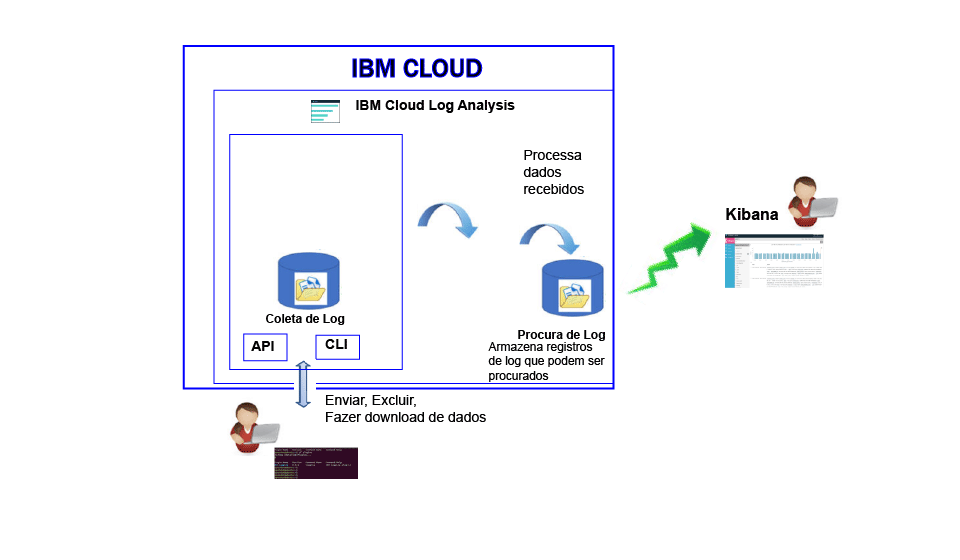 IBM CLOUD
IBM Cloud Log Analysis
Processa
dados
recebidos
Kibana
Coleta de Log
API
CLI
Procura de Log
Armazena registros
de log que podem ser
procurados
Enviar, Excluir,
Fazer download de dados